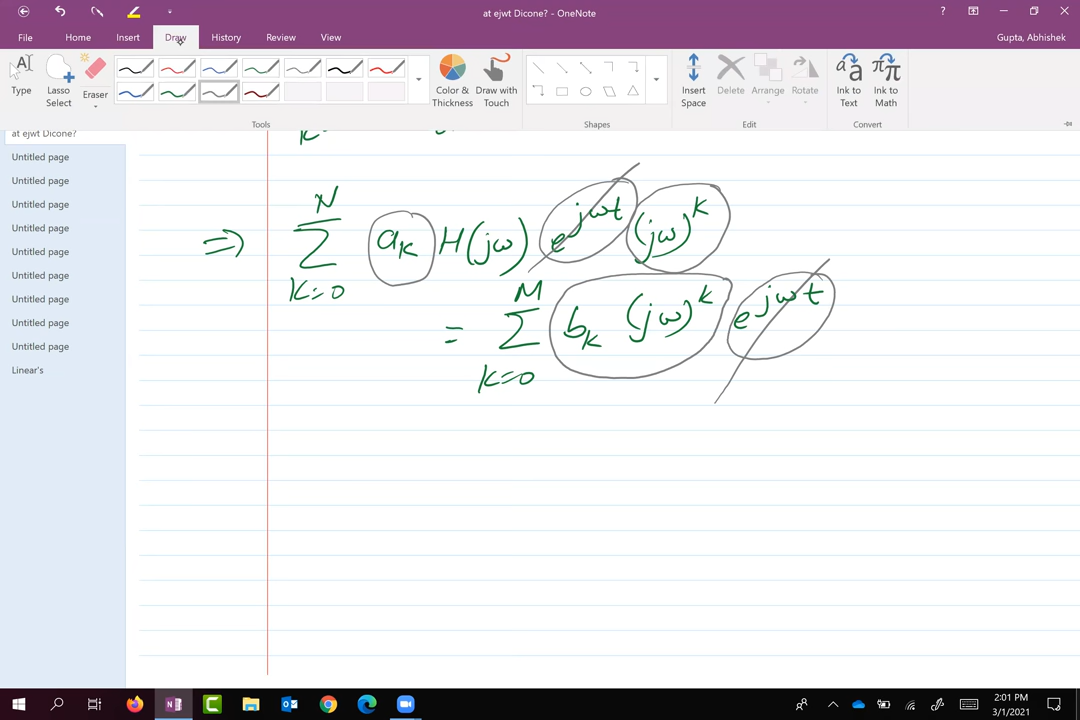 at ejwt Dicone? - OneNote
File Home Insert Draw History Review View Gupta, Abhishek
Type Lasso Select Eraser Color & Thickness Draw with Touch Insert Space Delete Arrange Rotate Ink to Text Ink to Math
Tools Shapes Edit Convert
at ejwt Dicone?
Untitled page
Untitled page
Untitled page
Untitled page
Untitled page
Untitled page
Untitled page
Untitled page
Untitled page
Linear's
⇒ ∑_{k=0}^{N} a_k H(jω) e^{jωt} (jω)^k
= ∑_{k=0}^{M} b_k (jω)^k e^{jωt}
2:01 PM
3/1/2021